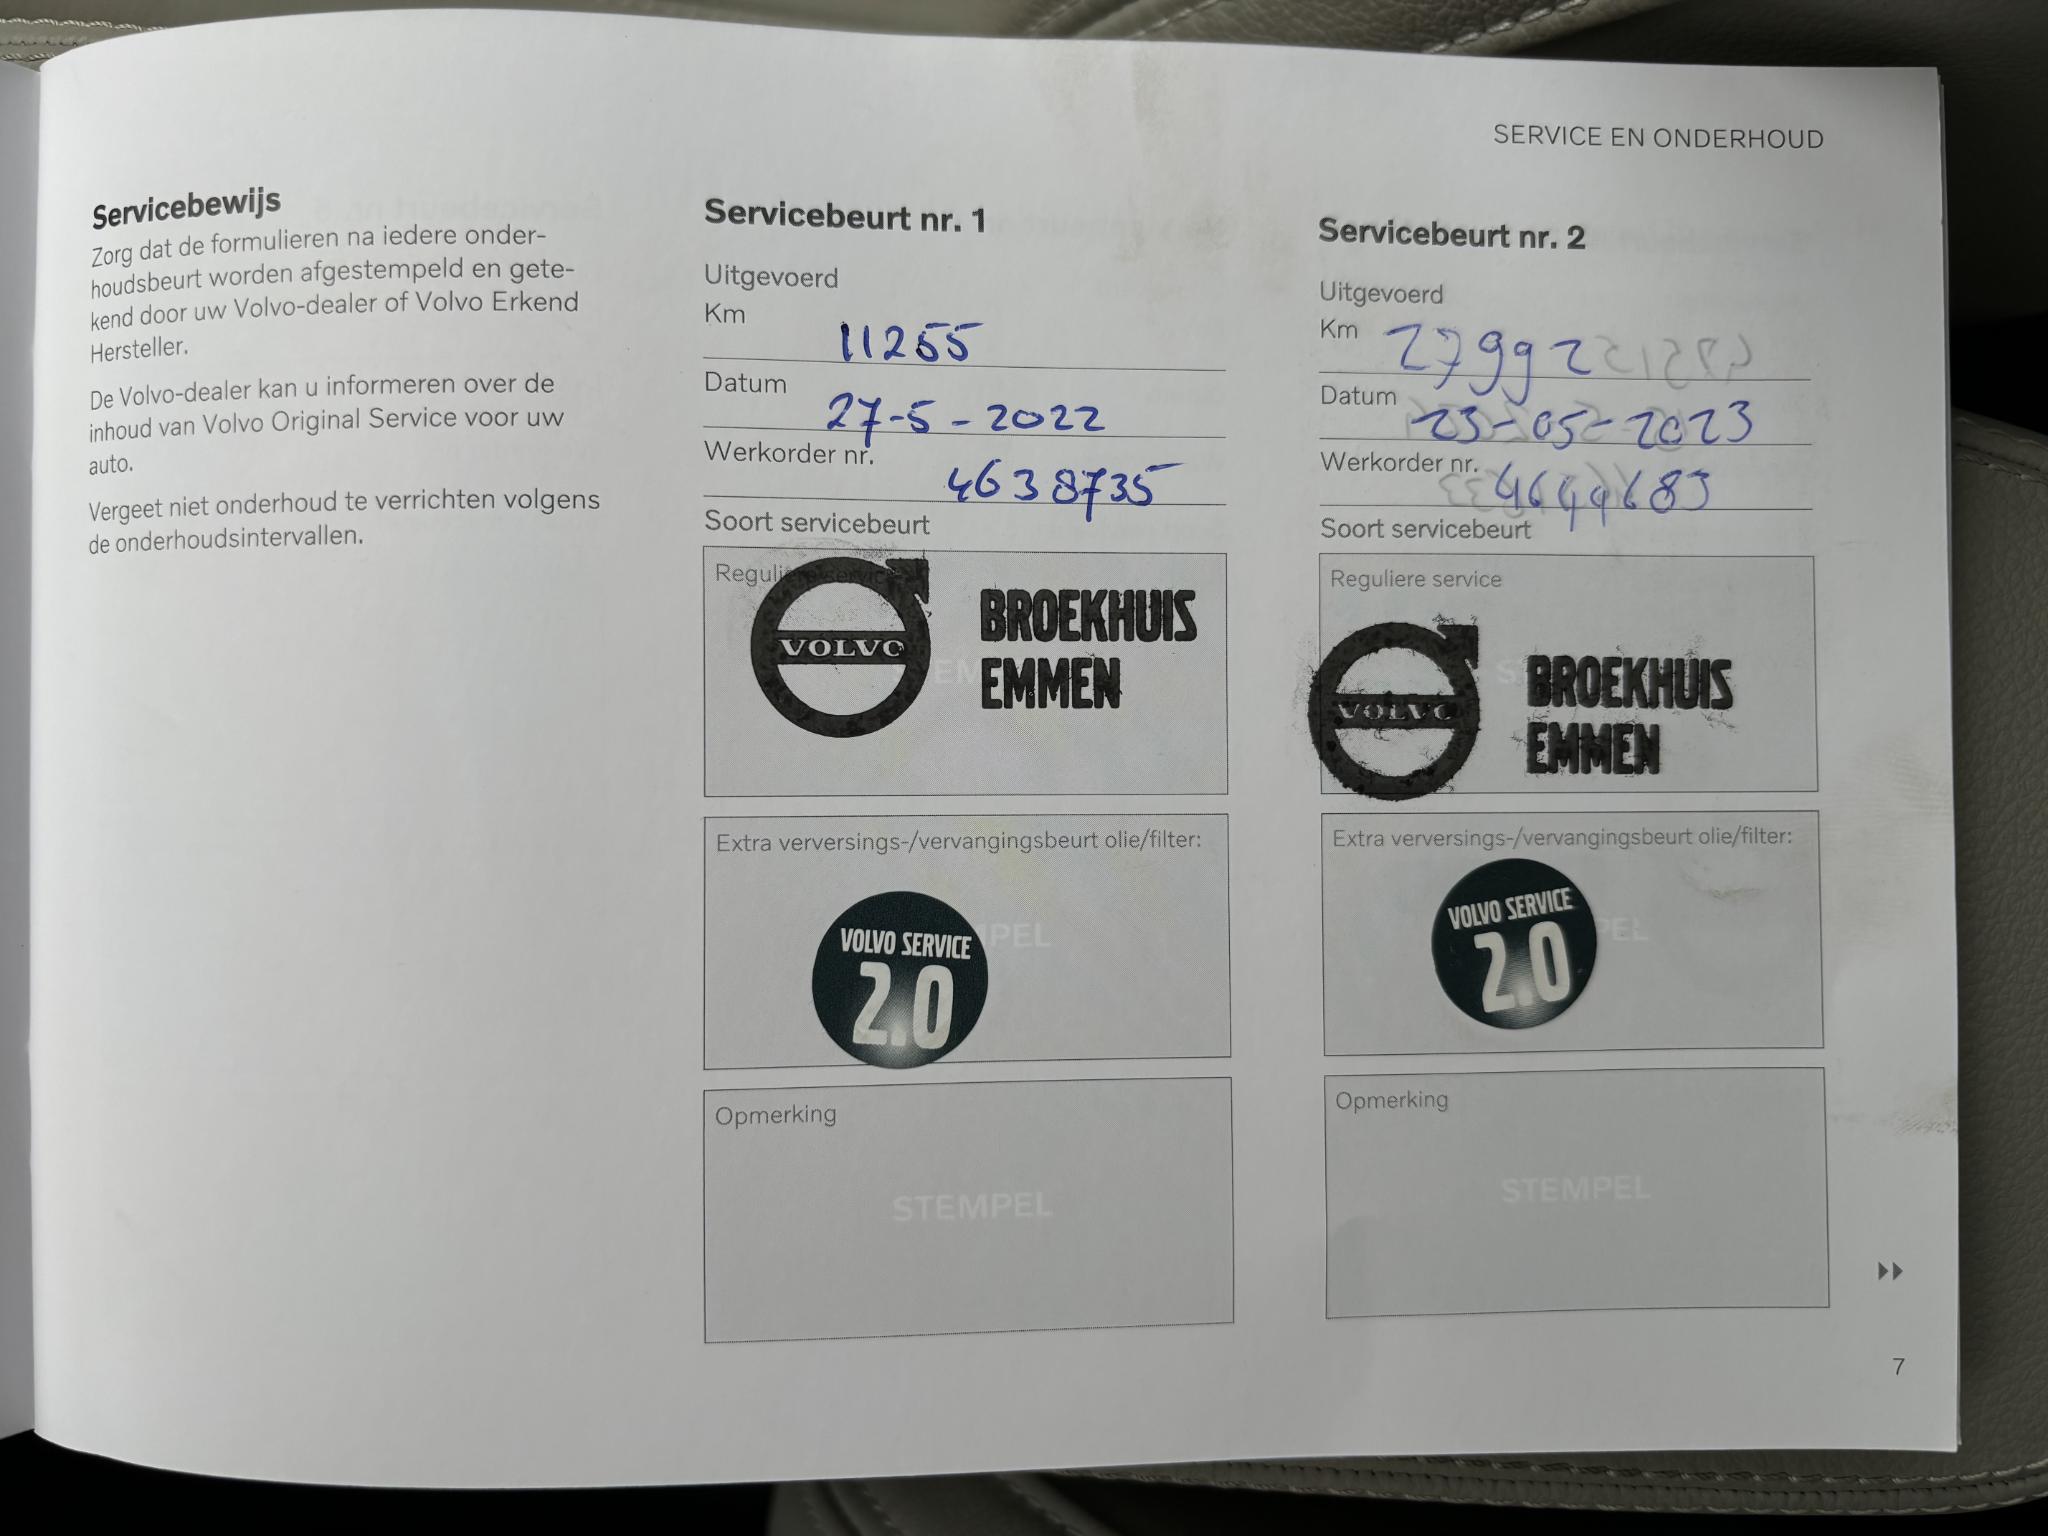 SERVICE EN ONDERHOUD
Servicebewijs
Zorg dat de formulieren na iedere onder-
houdsbeurt worden afgestempeld en gete-
kend door uw Volvo-dealer of Volvo Erkend
Hersteller.
De Volvo-dealer kan u informeren over de
inhoud van Volvo Original Service voor uw
auto.
Vergeet niet onderhoud te verrichten volgens
de onderhoudsintervallen.
Servicebeurt nr. 1
Uitgevoerd
Km 11255
Datum 27-5-2022
Werkorder nr. 4638735
Soort servicebeurt
Reguliere service
VOLVO
BROEKHUIS
EMMEN
Extra verversings-/vervangingsbeurt olie/filter:
VOLVO SERVICE
2.0
Opmerking
STEMPEL
Servicebeurt nr. 2
Uitgevoerd
Km 27992
Datum 23-05-2023
Werkorder nr. 4644683
Soort servicebeurt
Reguliere service
VOLVO
BROEKHUIS
EMMEN
Extra verversings-/vervangingsbeurt olie/filter:
VOLVO SERVICE
2.0
Opmerking
STEMPEL
7